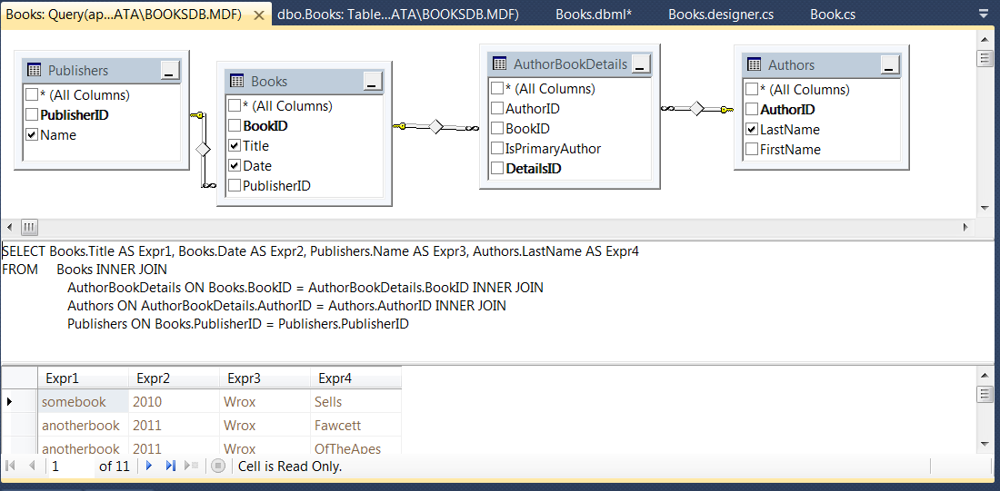 Books: Query(ap...ATA\BOOKSDB.MDF) dbo.Books: Table...ATA\BOOKSDB.MDF) Books.dbml* Books.designer.cs Book.cs
Publishers
* (All Columns)
PublisherID
Name
Books
* (All Columns)
BookID
Title
Date
PublisherID
AuthorBookDetails
* (All Columns)
AuthorID
BookID
IsPrimaryAuthor
DetailsID
Authors
* (All Columns)
AuthorID
LastName
FirstName
SELECT Books.Title AS Expr1, Books.Date AS Expr2, Publishers.Name AS Expr3, Authors.LastName AS Expr4
FROM Books INNER JOIN
AuthorBookDetails ON Books.BookID = AuthorBookDetails.BookID INNER JOIN
Authors ON AuthorBookDetails.AuthorID = Authors.AuthorID INNER JOIN
Publishers ON Books.PublisherID = Publishers.PublisherID
Expr1 Expr2 Expr3 Expr4
somebook 2010 Wrox Sells
anotherbook 2011 Wrox Fawcett
anotherbook 2011 Wrox OfTheApes
1 of 11 Cell is Read Only.